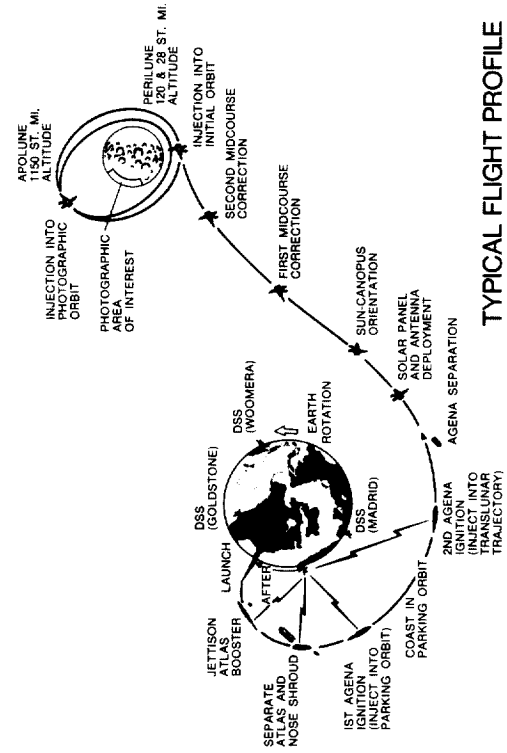 TYPICAL FLIGHT PROFILE
LAUNCH
AFTER
JETTISON
ATLAS
BOOSTER
SEPARATE
ATLAS AND
NOSE SHROUD
IST AGENA
IGNITION
(INJECT INTO
PARKING ORBIT)
COAST IN
PARKING ORBIT
2ND AGENA
IGNITION
(INJECT INTO
TRANSLUNAR
TRAJECTORY)
DSS
(GOLDSTONE)
DSS
(WOOMERA)
EARTH
ROTATION
DSS
(MADRID)
AGENA SEPARATION
SOLAR PANEL
AND ANTENNA
DEPLOYMENT
SUN-CANOPUS
ORIENTATION
FIRST MIDCOURSE
CORRECTION
SECOND MIDCOURSE
CORRECTION
INJECTION INTO
INITIAL ORBIT
PERILUNE
120 & 28 ST. MI.
ALTITUDE
APOLUNE
1150 ST. MI.
ALTITUDE
INJECTION INTO
PHOTOGRAPHIC
ORBIT
PHOTOGRAPHIC
AREA
OF INTEREST